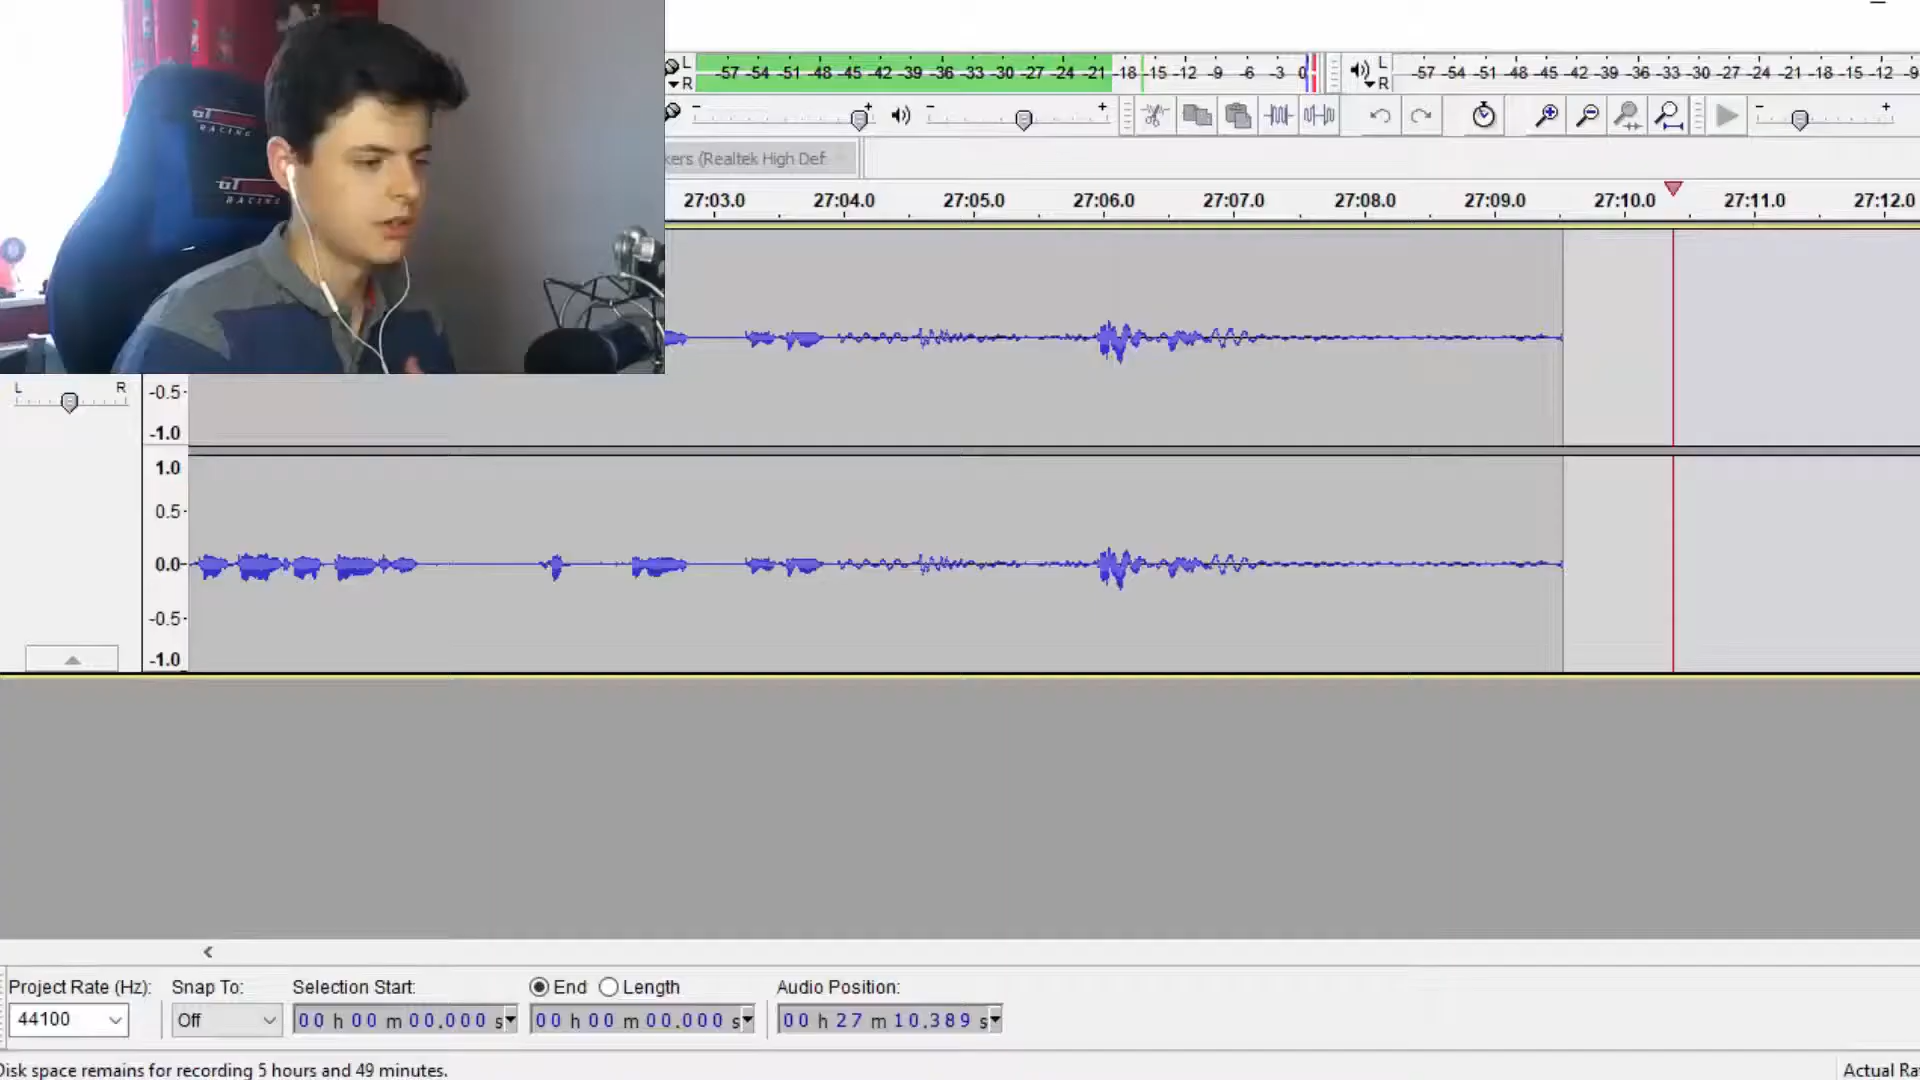 GT
RACING
GT
RACING
L
R
-57 -54 -51 -48 -45 -42 -39 -36 -33 -30 -27 -24 -21 -18 -15 -12 -9 -6 -3 0
L
R
-57 -54 -51 -48 -45 -42 -39 -36 -33 -30 -27 -24 -21 -18 -15 -12 -9
- + - + - +
kers (Realtek High Def
27:03.0 27:04.0 27:05.0 27:06.0 27:07.0 27:08.0 27:09.0 27:10.0 27:11.0 27:12.0
L R
-0.5
-1.0
1.0
0.5
0.0
-0.5
-1.0
Project Rate (Hz): Snap To: Selection Start: End Length Audio Position:
44100 Off 00 h 00 m 00.000 s 00 h 00 m 00.000 s 00 h 27 m 10.389 s
Disk space remains for recording 5 hours and 49 minutes. Actual Ra